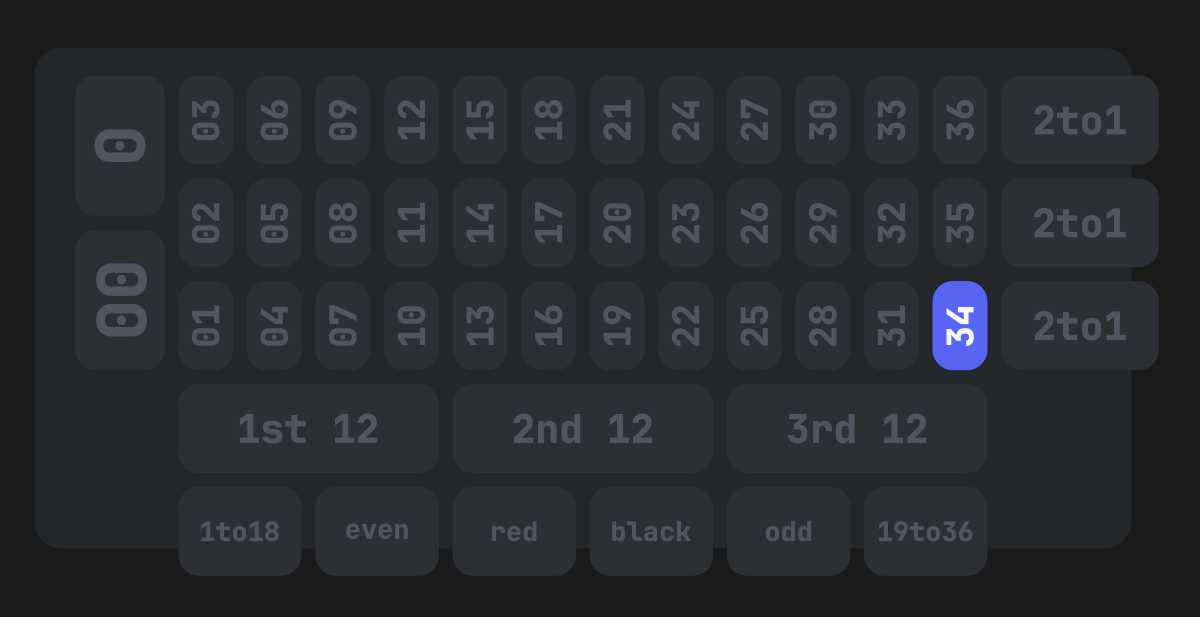 0
03 06 09 12 15 18 21 24 27 30 33 36 2to1
02 05 08 11 14 17 20 23 26 29 32 35 2to1
00
01 04 07 10 13 16 19 22 25 28 31 34 2to1
1st 12 2nd 12 3rd 12
1to18 even red black odd 19to36